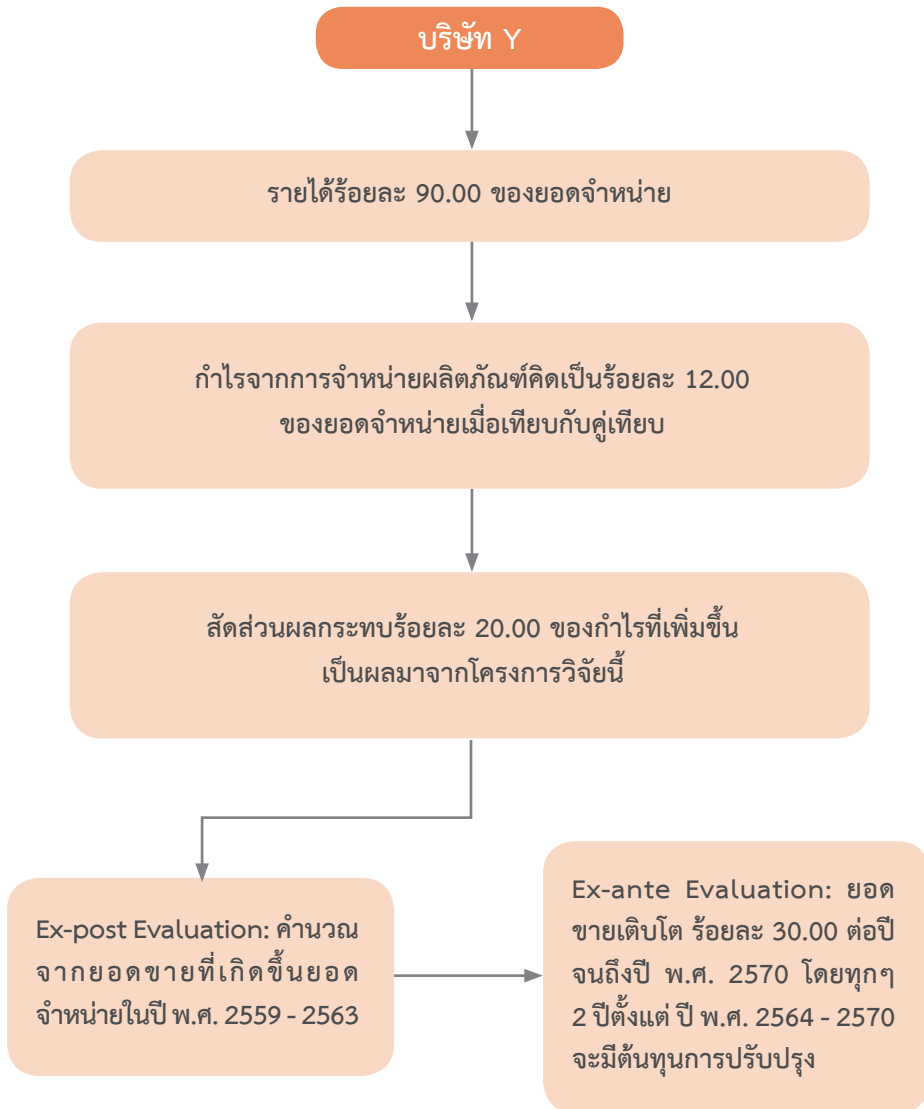 บริษัท Y
รายได้ร้อยละ 90.00 ของยอดจำหน่าย
กำไรจากการจำหน่ายผลิตภัณฑ์คิดเป็นร้อยละ 12.00
ของยอดจำหน่ายเมื่อเทียบกับคู่เทียบ
สัดส่วนผลกระทบร้อยละ 20.00 ของกำไรที่เพิ่มขึ้น
เป็นผลมาจากโครงการวิจัยนี้
Ex-post Evaluation: คำนวณ
จากยอดขายที่เกิดขึ้นยอด
จำหน่ายในปี พ.ศ. 2559 - 2563
Ex-ante Evaluation: ยอด
ขายเติบโต ร้อยละ 30.00 ต่อปี
จนถึงปี พ.ศ. 2570 โดยทุกๆ
2 ปีตั้งแต่ ปี พ.ศ. 2564 - 2570
จะมีต้นทุนการปรับปรุง